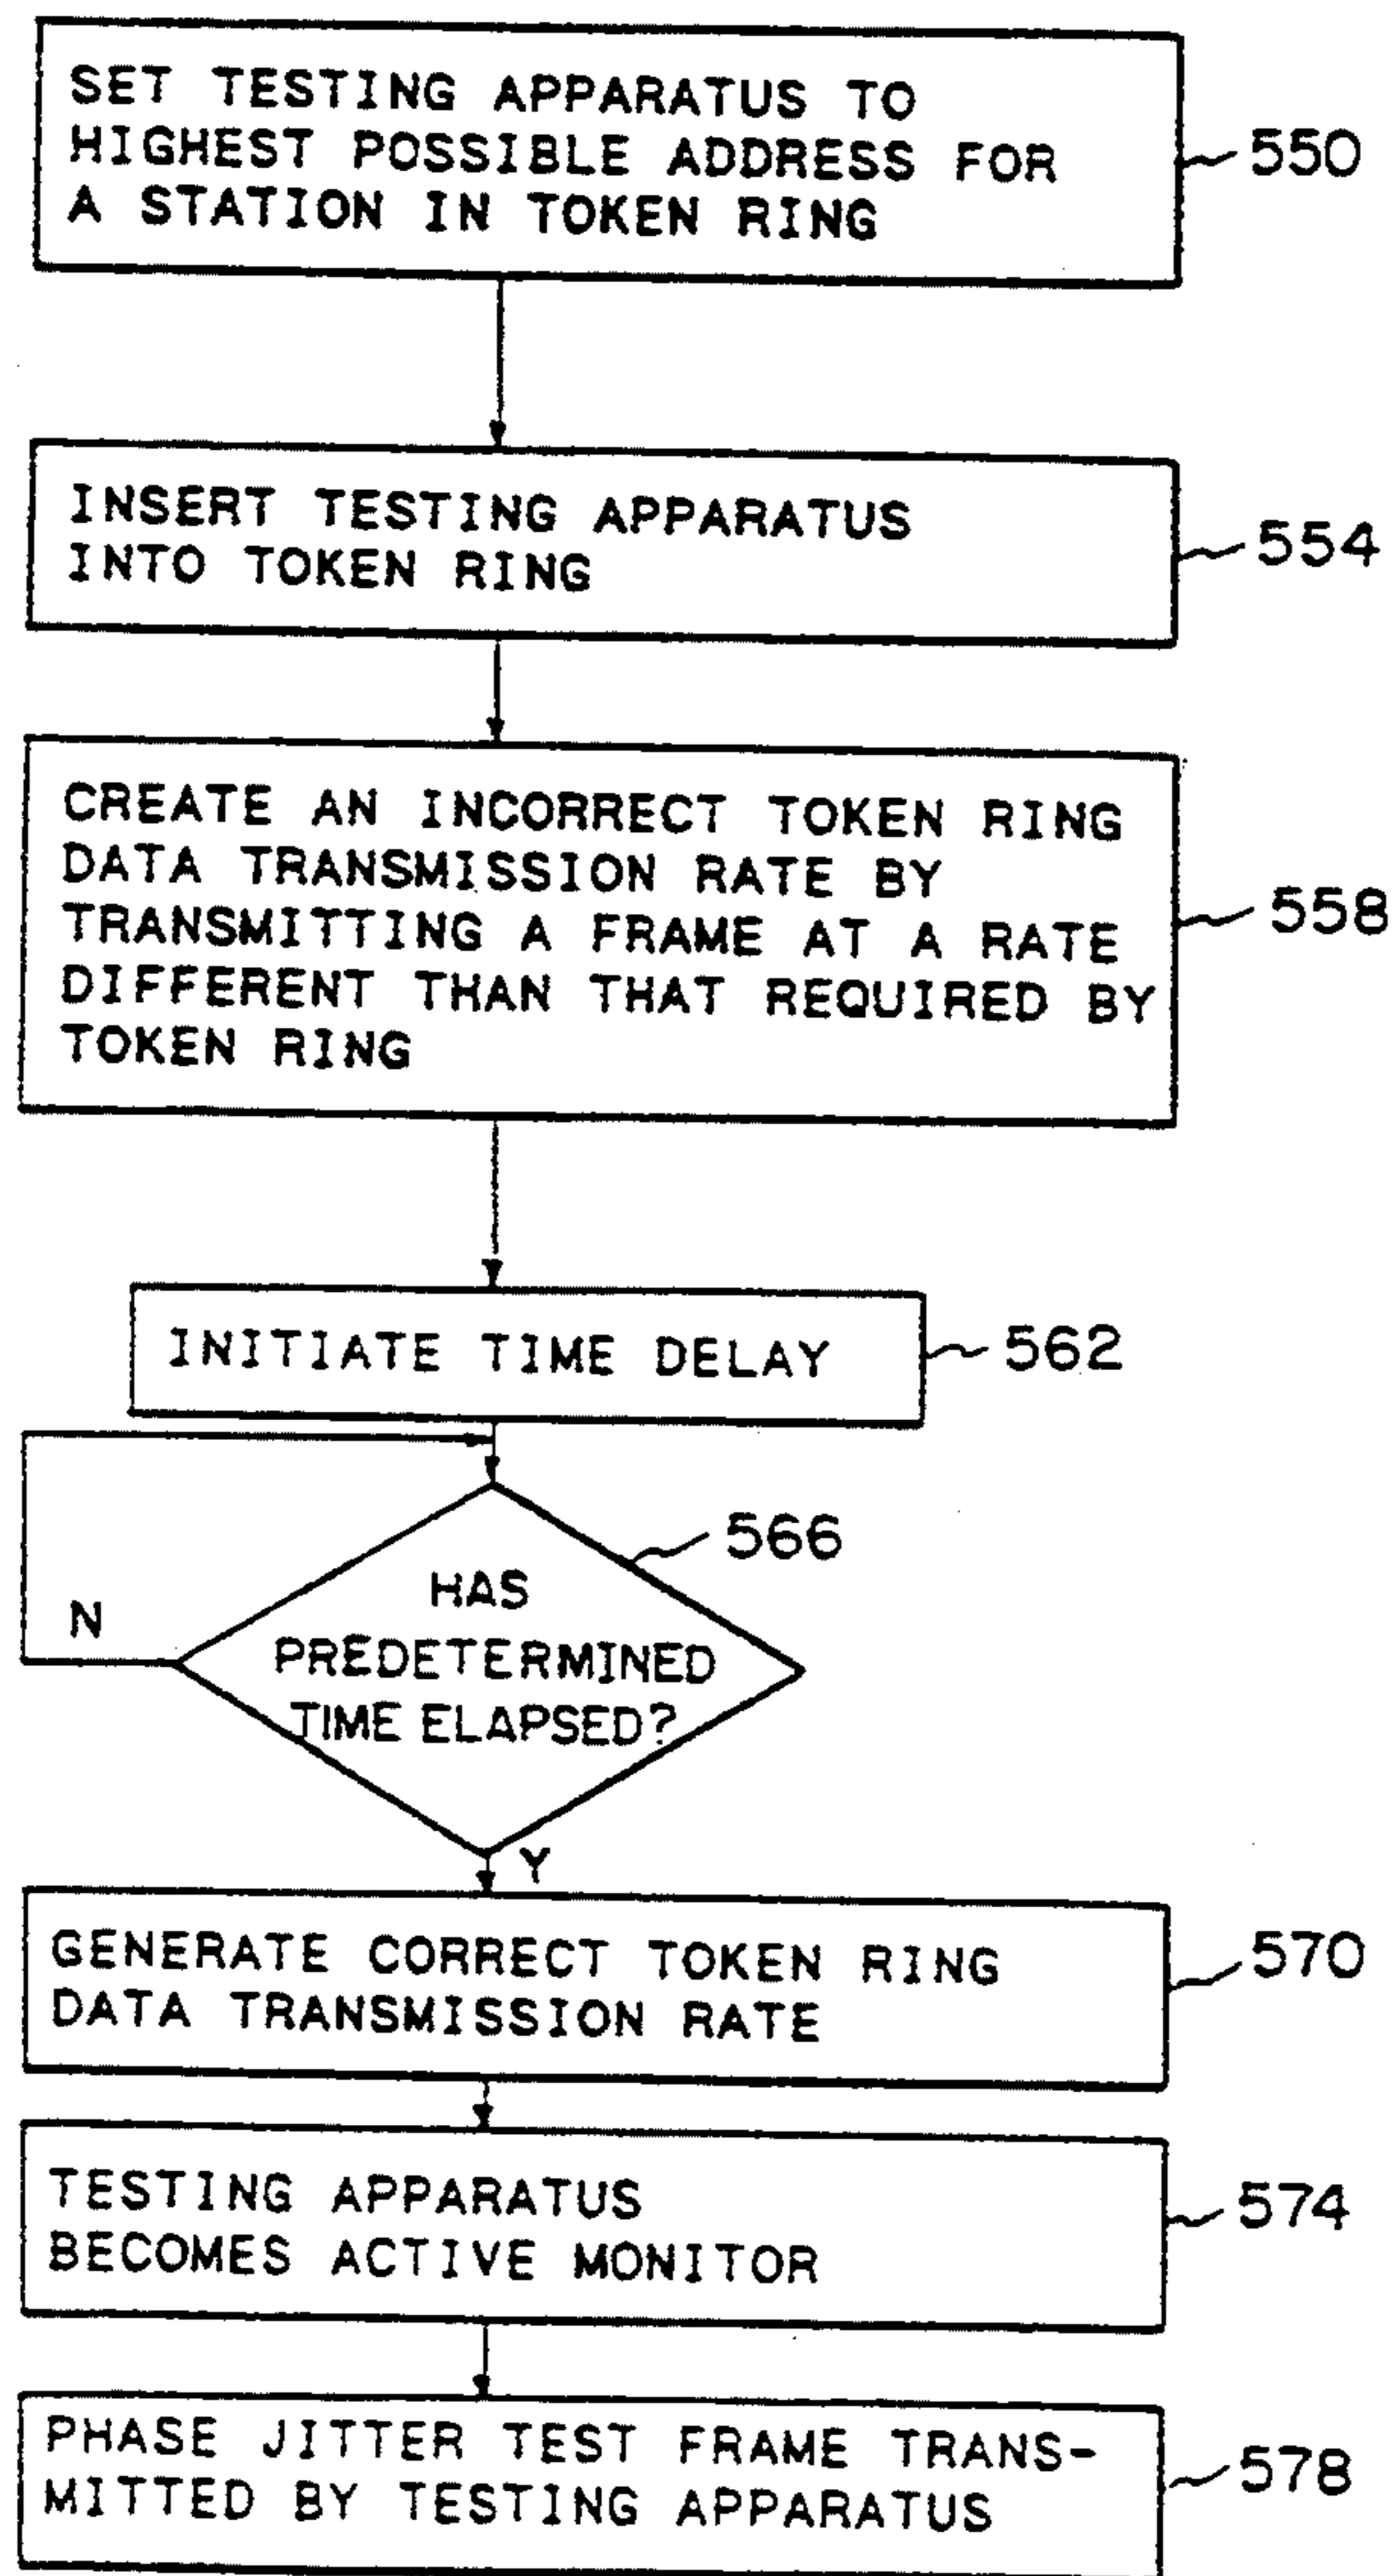 SET TESTING APPARATUS TO
HIGHEST POSSIBLE ADDRESS FOR
A STATION IN TOKEN RING
550
INSERT TESTING APPARATUS
INTO TOKEN RING
554
CREATE AN INCORRECT TOKEN RING
DATA TRANSMISSION RATE BY
TRANSMITTING A FRAME AT A RATE
DIFFERENT THAN THAT REQUIRED BY
TOKEN RING
558
INITIATE TIME DELAY
562
566
HAS
PREDETERMINED
TIME ELAPSED?
N
Y
GENERATE CORRECT TOKEN RING
DATA TRANSMISSION RATE
570
TESTING APPARATUS
BECOMES ACTIVE MONITOR
574
PHASE JITTER TEST FRAME TRANS-
MITTED BY TESTING APPARATUS
578